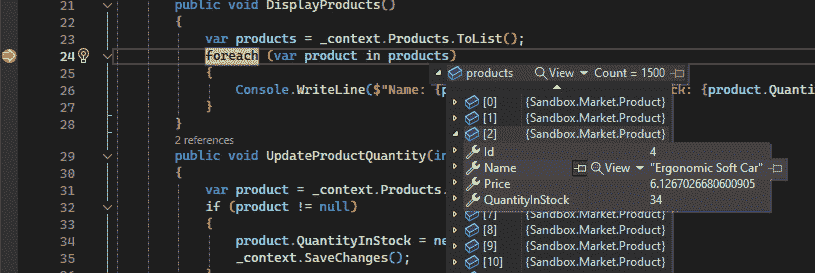 21 public void DisplayProducts()
22 {
23 var products = _context.Products.ToList();
24 foreach (var product in products)
25 {
products View Count = 1500
26 Console.WriteLine($"Name: {p ck: {product.Quanti
[0] {Sandbox.Market.Product}
27 }
[1] {Sandbox.Market.Product}
28 }
[2] {Sandbox.Market.Product}
2 references
Id 4
29 public void UpdateProductQuantity(in
Name View "Ergonomic Soft Car"
30 {
Price 6.1267026680600905
31 var product = _context.Products.
QuantityInStock 34
32 if (product != null)
[7] {Sandbox.Market.Product}
33 {
[8] {Sandbox.Market.Product}
34 product.QuantityInStock = ne
[9] {Sandbox.Market.Product}
35 _context.SaveChanges();
[10] {Sandbox.Market.Product}